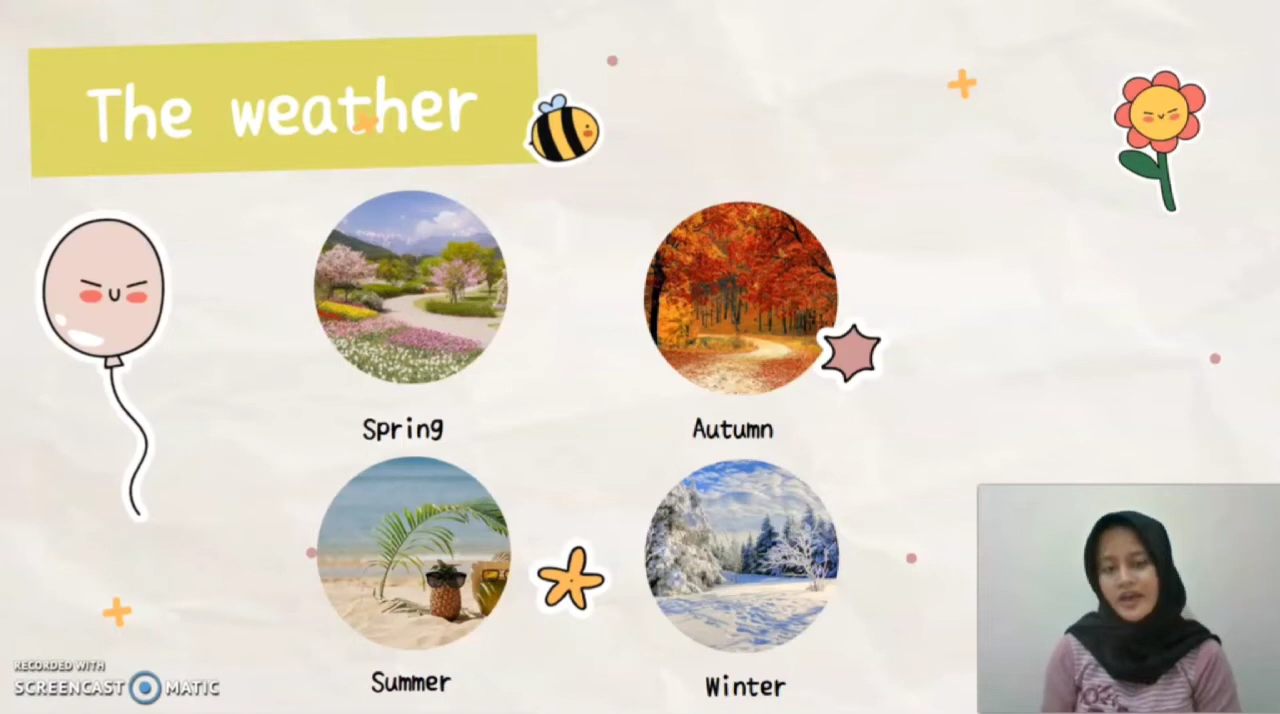 The weather
Spring
Autumn
Summer
Winter
RECORDED WITH
SCREENCAST MATIC